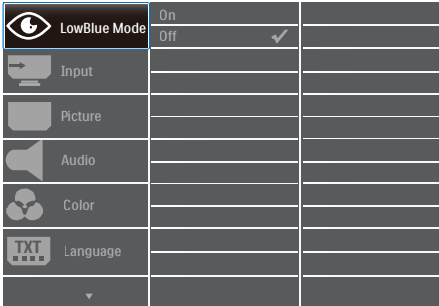 LowBlue Mode
On
Off
Input
Picture
Audio
Color
TXT
Language